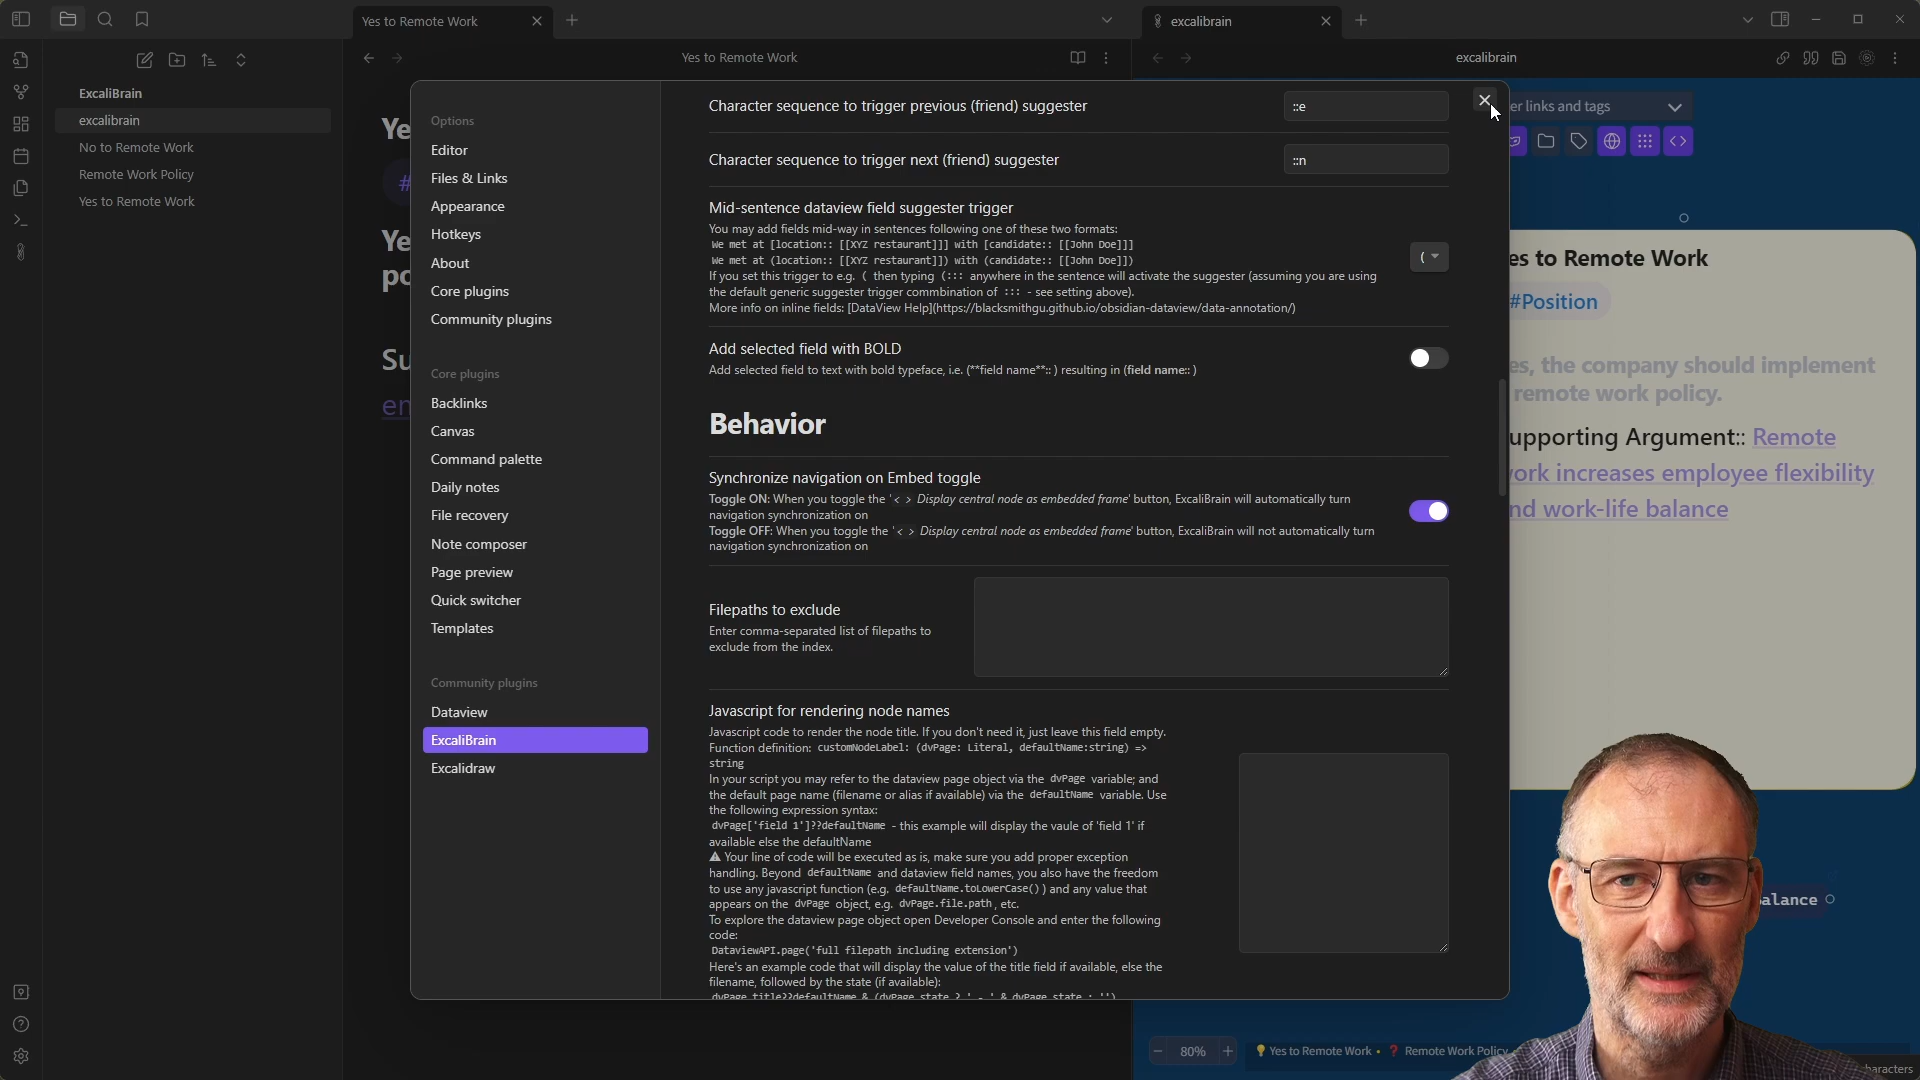 Yes to Remote Work
excalibrain
Yes to Remote Work
excalibrain
ExcaliBrain
excalibrain
No to Remote Work
Remote Work Policy
Yes to Remote Work
Ye
#
Ye
po
Su
en
Options
Editor
Files & Links
Appearance
Hotkeys
About
Core plugins
Community plugins
Core plugins
Backlinks
Canvas
Command palette
Daily notes
File recovery
Note composer
Page preview
Quick switcher
Templates
Community plugins
Dataview
ExcaliBrain
Excalidraw
Character sequence to trigger previous (friend) suggester
::e
Character sequence to trigger next (friend) suggester
::n
Mid-sentence dataview field suggester trigger
You may add fields mid-way in sentences following one of these two formats:
We met at [location:: [[XYZ restaurant]]] with [candidate:: [[John Doe]]]
We met at (location:: [[XYZ restaurant]]) with (candidate:: [[John Doe]])
If you set this trigger to e.g. ( then typing (::: anywhere in the sentence will activate the suggester (assuming you are using
the default generic suggester trigger commbination of ::: - see setting above).
More info on inline fields: [DataView Help](https://blacksmithgu.github.io/obsidian-dataview/data-annotation/)
(
Add selected field with BOLD
Add selected field to text with bold typeface, i.e. (**field name**:: ) resulting in (field name:: )
Behavior
Synchronize navigation on Embed toggle
Toggle ON: When you toggle the '< > Display central node as embedded frame' button, ExcaliBrain will automatically turn
navigation synchronization on
Toggle OFF: When you toggle the '< > Display central node as embedded frame' button, ExcaliBrain will not automatically turn
navigation synchronization on
Filepaths to exclude
Enter comma-separated list of filepaths to
exclude from the index.
Javascript for rendering node names
Javascript code to render the node title. If you don't need it, just leave this field empty.
Function definition: customNodeLabel: (dvPage: Literal, defaultName:string) =>
string
In your script you may refer to the dataview page object via the dvPage variable; and
the default page name (filename or alias if available) via the defaultName variable. Use
the following expression syntax:
dvPage['field 1']??defaultName - this example will display the vaule of 'field 1' if
available else the defaultName
⚠ Your line of code will be executed as is, make sure you add proper exception
handling. Beyond defaultName and dataview field names, you also have the freedom
to use any javascript function (e.g. defaultName.toLowerCase() ) and any value that
appears on the dvPage object, e.g. dvPage.file.path, etc.
To explore the dataview page object open Developer Console and enter the following
code:
DataviewAPI.page('full filepath including extension')
Here's an example code that will display the value of the title field if available, else the
filename, followed by the state (if available):
dvPage.title??defaultName & (dvPage.state ? ' - ' & dvPage.state : '')
er links and tags
es to Remote Work
#Position
es, the company should implement
remote work policy.
upporting Argument:: Remote
ork increases employee flexibility
nd work-life balance
alance
80%
Yes to Remote Work •
Remote Work Policy
haracters